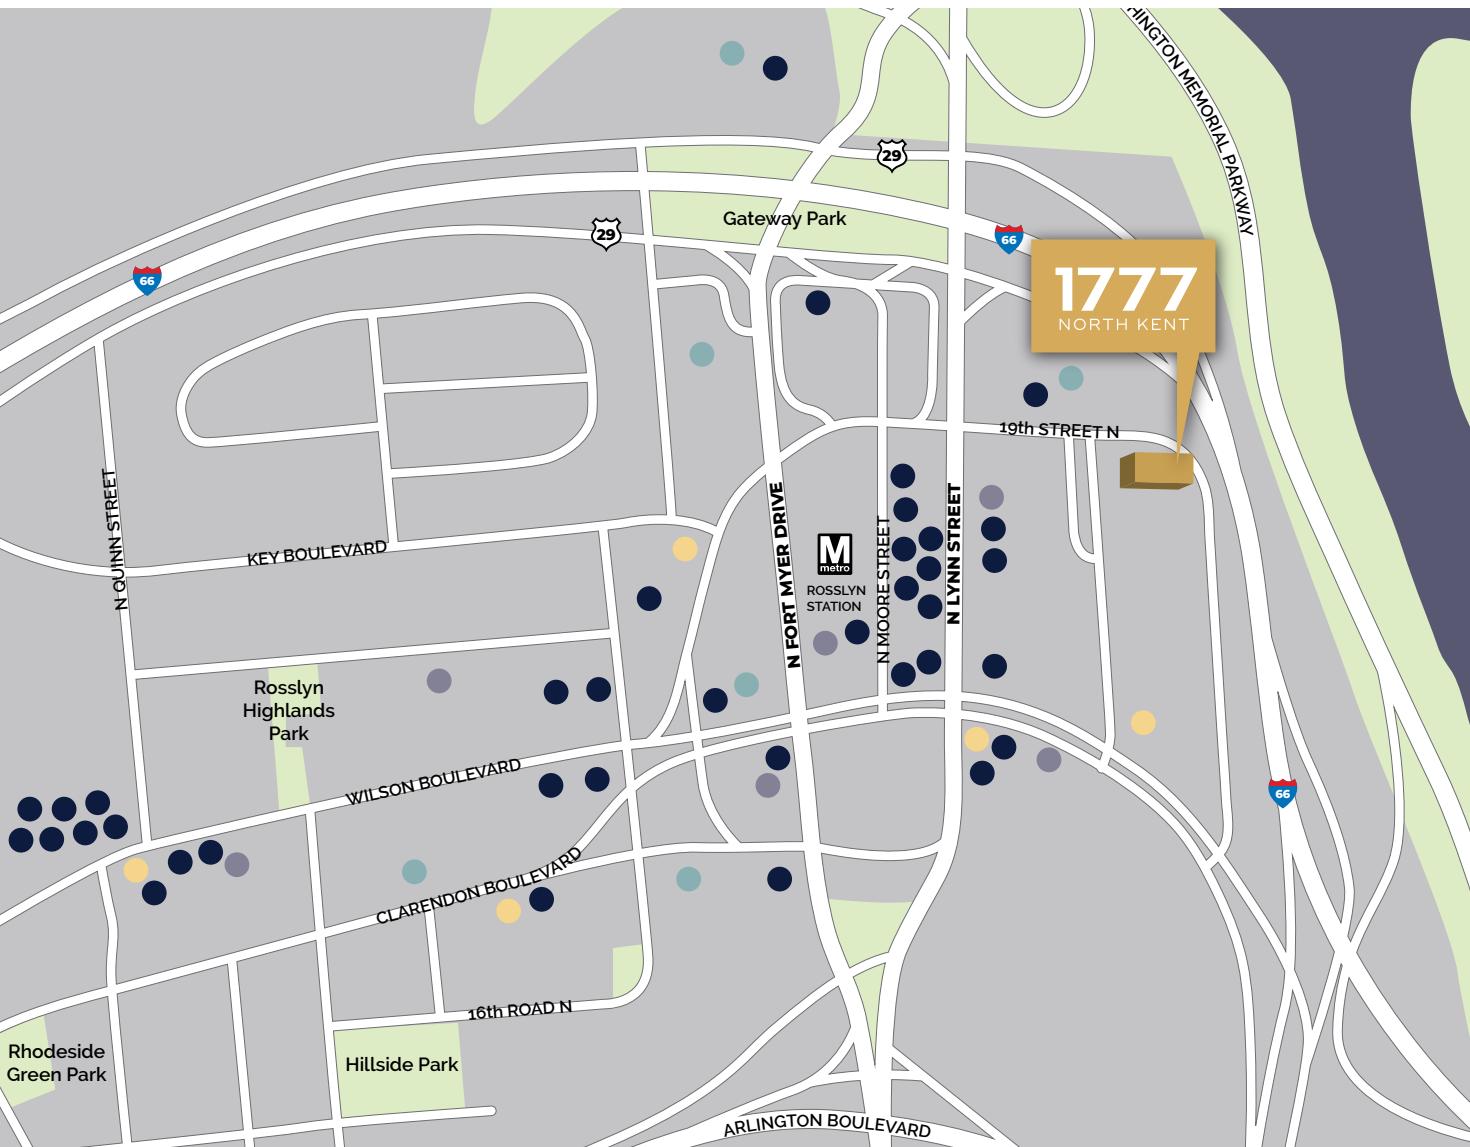 HINGTON MEMORIAL PARKWAY
29
Gateway Park
29
66
66
1777
NORTH KENT
19th STREET N
N QUINN STREET
KEY BOULEVARD
N FORT MYER DRIVE
M
metro
ROSSLYN
STATION
N MOORE STREET
N LYNN STREET
Rosslyn
Highlands
Park
WILSON BOULEVARD
66
CLARENDON BOULEVARD
16th ROAD N
Rhodeside
Green Park
Hillside Park
ARLINGTON BOULEVARD